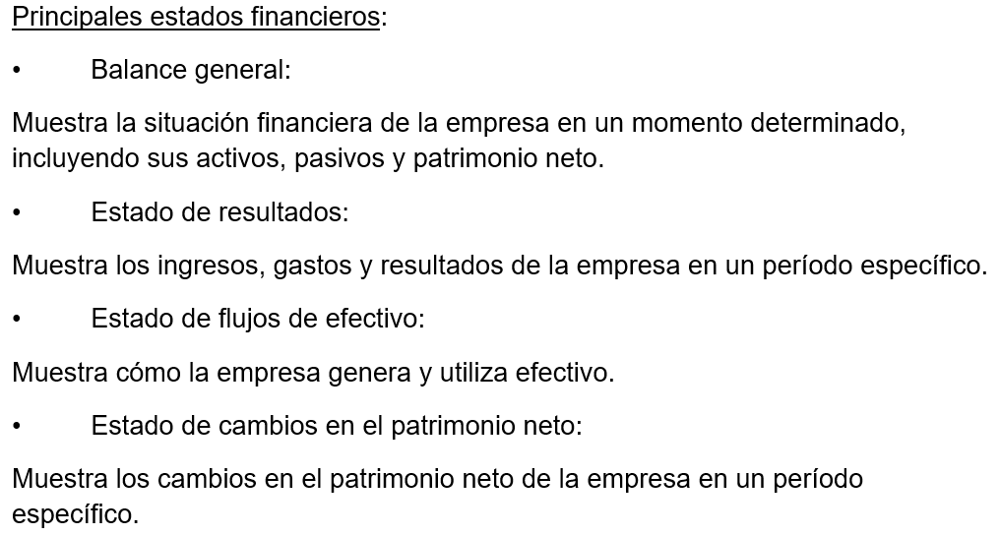 Principales estados financieros:
• Balance general:
Muestra la situación financiera de la empresa en un momento determinado,
incluyendo sus activos, pasivos y patrimonio neto.
• Estado de resultados:
Muestra los ingresos, gastos y resultados de la empresa en un período específico.
• Estado de flujos de efectivo:
Muestra cómo la empresa genera y utiliza efectivo.
• Estado de cambios en el patrimonio neto:
Muestra los cambios en el patrimonio neto de la empresa en un período
específico.